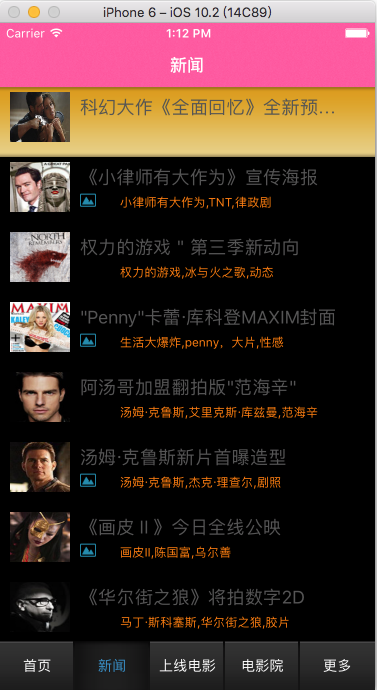 iPhone 6 – iOS 10.2 (14C89)
Carrier 1:12 PM
新闻
科幻大作《全面回忆》全新预...
《小律师有大作为》宣传海报
小律师有大作为,TNT,律政剧
NORTH
REMEMBERS
权力的游戏＂第三季新动向
权力的游戏,冰与火之歌,动态
MAXIM
"Penny"卡蕾·库科登MAXIM封面
生活大爆炸,penny，大片,性感
阿汤哥加盟翻拍版"范海辛"
汤姆·克鲁斯,艾里克斯·库兹曼,范海辛
汤姆·克鲁斯新片首曝造型
汤姆·克鲁斯,杰克·理查尔,剧照
《画皮Ⅱ》今日全线公映
画皮II,陈国富,乌尔善
《华尔街之狼》将拍数字2D
马丁·斯科塞斯,华尔街之狼,胶片
首页 新闻 上线电影 电影院 更多